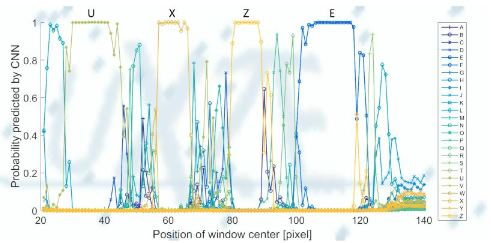 U X Z E
Probability predicted by CNN
1
0.8
0.6
0.4
0.2
0
20 40 60 80 100 120 140
Position of window center [pixel]
A
B
C
D
E
F
G
H
I
J
K
L
M
N
O
P
Q
R
S
T
U
V
W
X
Y
Z